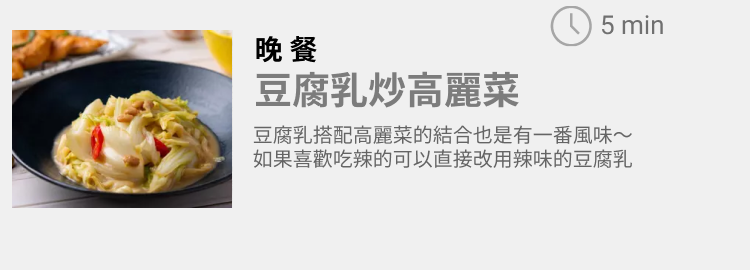 5 min
晚餐
豆腐乳炒高麗菜
豆腐乳搭配高麗菜的結合也是有一番風味～
如果喜歡吃辣的可以直接改用辣味的豆腐乳